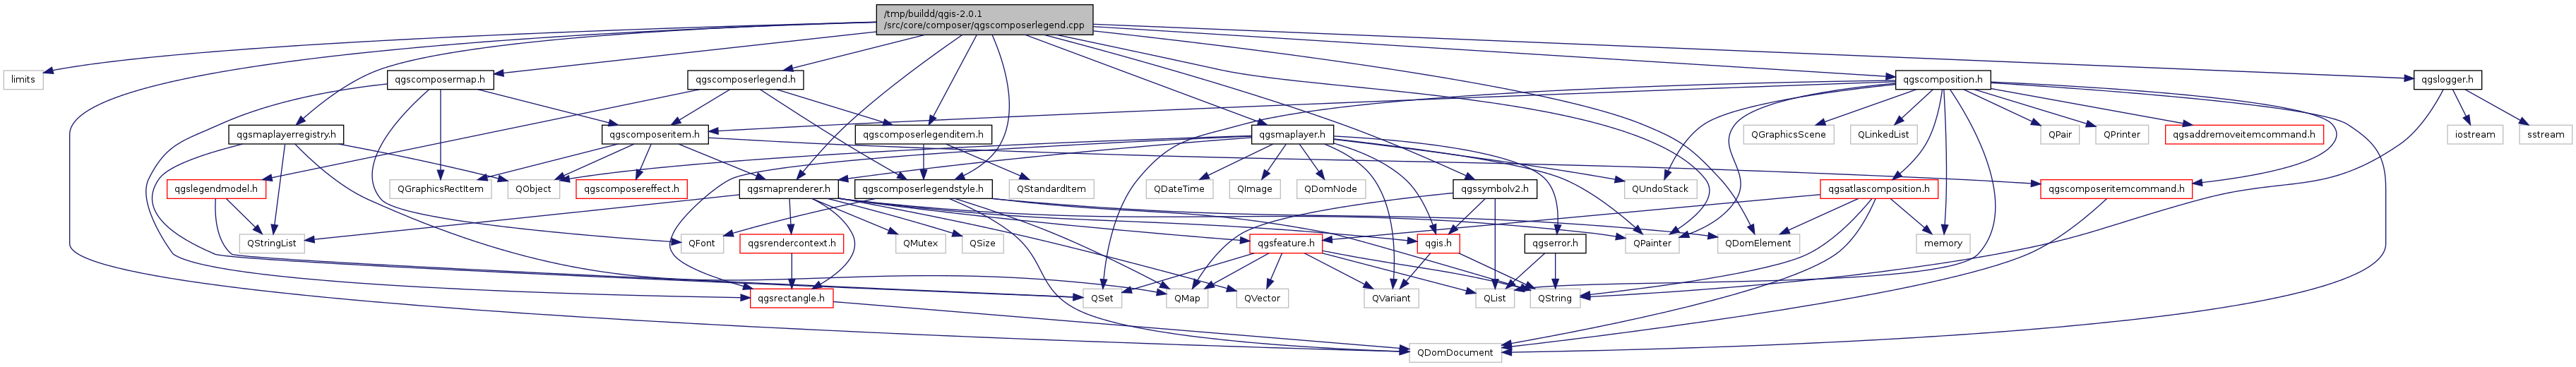 /tmp/buildd/qgis-2.0.1
/src/core/composer/qgscomposerlegend.cpp
limits
qgscomposermap.h
qgscomposerlegend.h
qgscomposition.h
qgslogger.h
qgsmaplayerregistry.h
qgscomposeritem.h
qgscomposerlegenditem.h
qgsmaplayer.h
QGraphicsScene
QLinkedList
QPair
QPrinter
qgsaddremoveitemcommand.h
iostream
sstream
qgslegendmodel.h
QGraphicsRectItem
QObject
qgscomposereffect.h
qgsmaprenderer.h
qgscomposerlegendstyle.h
QStandardItem
QDateTime
QImage
QDomNode
qgssymbolv2.h
QUndoStack
qgsatlascomposition.h
qgscomposeritemcommand.h
QStringList
QFont
qgsrendercontext.h
QMutex
QSize
qgsfeature.h
qgis.h
qgserror.h
QPainter
QDomElement
memory
qgsrectangle.h
QSet
QMap
QVector
QVariant
QList
QString
QDomDocument